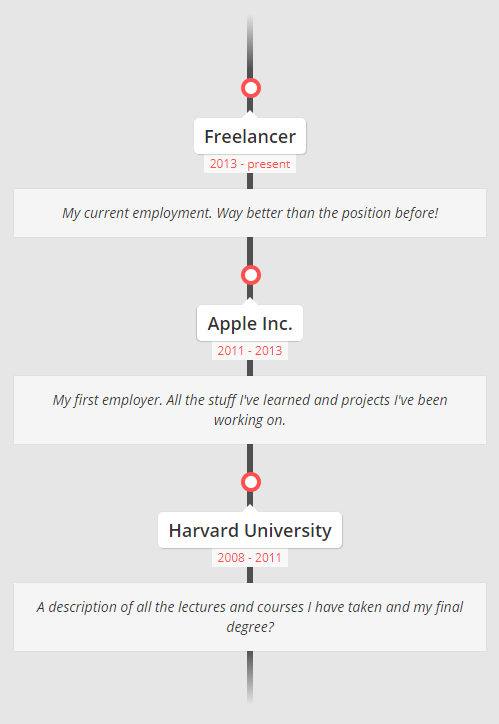 Freelancer
2013 - present
My current employment. Way better than the position before!
Apple Inc.
2011 - 2013
My first employer. All the stuff I've learned and projects I've been
working on.
Harvard University
2008 - 2011
A description of all the lectures and courses I have taken and my final
degree?